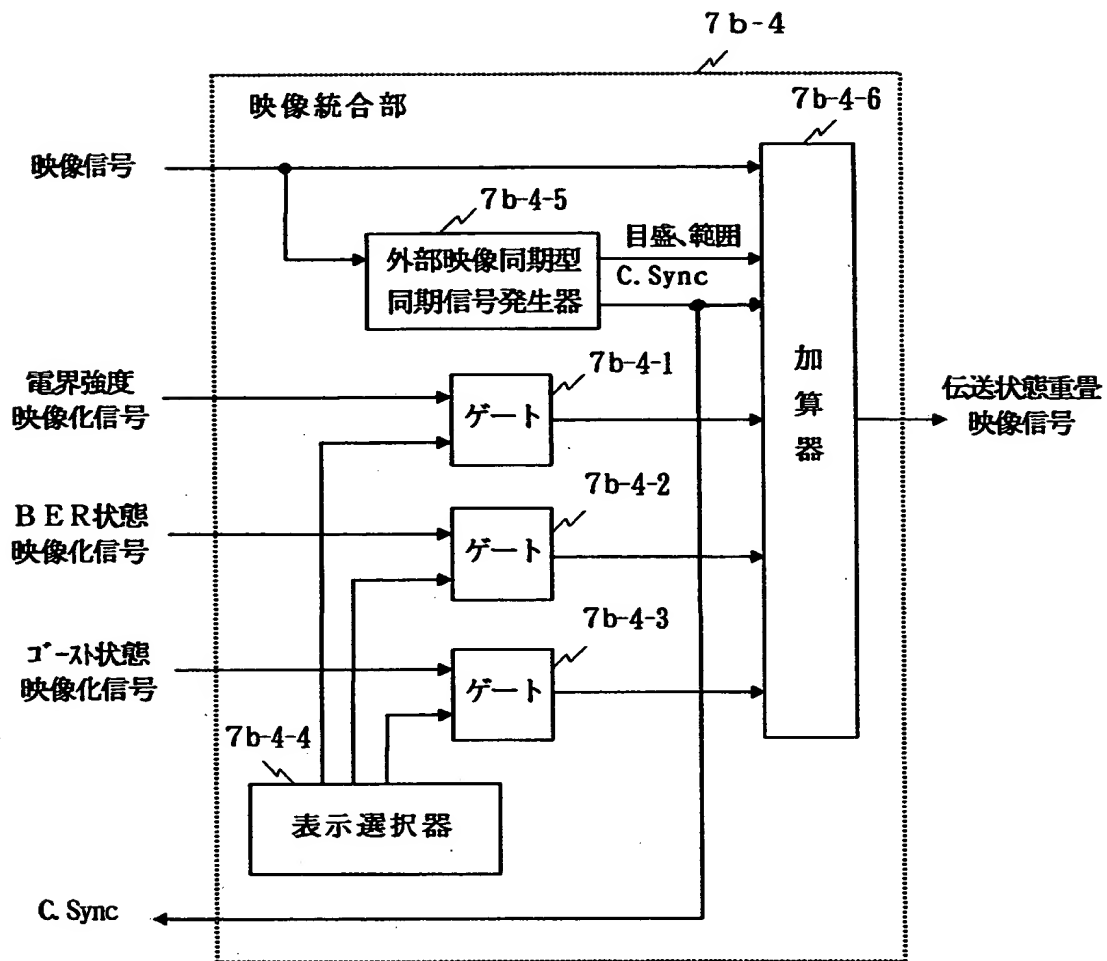 7b-4
映像統合部
7b-4-6
映像信号
7b-4-5
目盛、範囲
外部映像同期型
同期信号発生器
C.Sync
加算器
7b-4-1
電界強度
映像化信号
ゲート
伝送状態重畳
映像信号
7b-4-2
BER状態
映像化信号
ゲート
7b-4-3
ゴースト状態
映像化信号
ゲート
7b-4-4
表示選択器
C.Sync